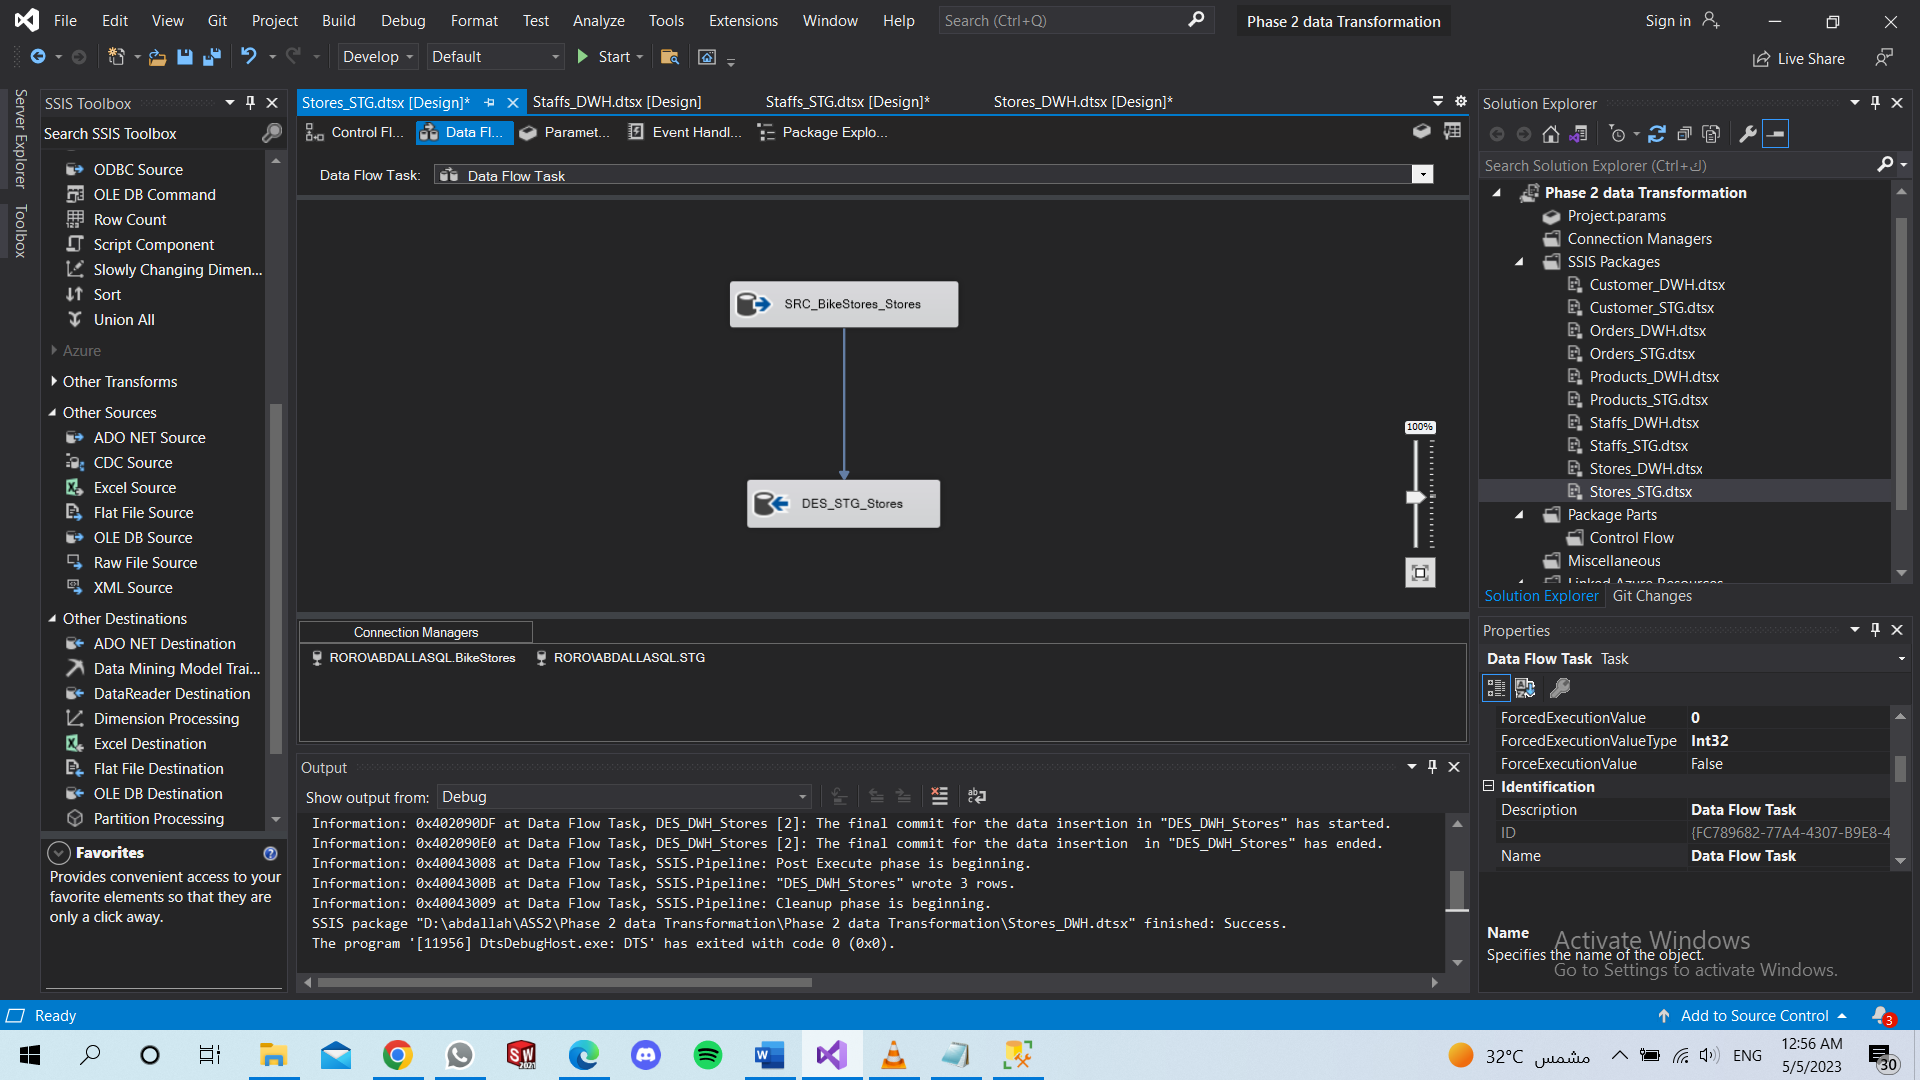 File Edit View Git Project Build Debug Format Test Analyze Tools Extensions Window Help Search (Ctrl+Q) Phase 2 data Transformation Sign in
Develop Default Start Live Share
Server Explorer
Toolbox
SSIS Toolbox
Search SSIS Toolbox
ODBC Source
OLE DB Command
Row Count
Script Component
Slowly Changing Dimen...
Sort
Union All
Azure
Other Transforms
Other Sources
ADO NET Source
CDC Source
Excel Source
Flat File Source
OLE DB Source
Raw File Source
XML Source
Other Destinations
ADO NET Destination
Data Mining Model Trai...
DataReader Destination
Dimension Processing
Excel Destination
Flat File Destination
OLE DB Destination
Partition Processing
Favorites
Provides convenient access to your
favorite elements so that they are
only a click away.
Stores_STG.dtsx [Design]* Staffs_DWH.dtsx [Design] Staffs_STG.dtsx [Design]* Stores_DWH.dtsx [Design]*
Control Fl... Data Fl... Paramet... Event Handl... Package Explo...
Data Flow Task: Data Flow Task
SRC_BikeStores_Stores
DES_STG_Stores
100%
Connection Managers
RORO\ABDALLASQL.BikeStores RORO\ABDALLASQL.STG
Output
Show output from: Debug
Information: 0x402090DF at Data Flow Task, DES_DWH_Stores [2]: The final commit for the data insertion in "DES_DWH_Stores" has started.
Information: 0x402090E0 at Data Flow Task, DES_DWH_Stores [2]: The final commit for the data insertion  in "DES_DWH_Stores" has ended.
Information: 0x40043008 at Data Flow Task, SSIS.Pipeline: Post Execute phase is beginning.
Information: 0x4004300B at Data Flow Task, SSIS.Pipeline: "DES_DWH_Stores" wrote 3 rows.
Information: 0x40043009 at Data Flow Task, SSIS.Pipeline: Cleanup phase is beginning.
SSIS package "D:\abdallah\ASS2\Phase 2 data Transformation\Phase 2 data Transformation\Stores_DWH.dtsx" finished: Success.
The program '[11956] DtsDebugHost.exe: DTS' has exited with code 0 (0x0).
Solution Explorer
Search Solution Explorer (Ctrl+ك)
Phase 2 data Transformation
Project.params
Connection Managers
SSIS Packages
Customer_DWH.dtsx
Customer_STG.dtsx
Orders_DWH.dtsx
Orders_STG.dtsx
Products_DWH.dtsx
Products_STG.dtsx
Staffs_DWH.dtsx
Staffs_STG.dtsx
Stores_DWH.dtsx
Stores_STG.dtsx
Package Parts
Control Flow
Miscellaneous
Linked Azure Resources
Solution Explorer Git Changes
Properties
Data Flow Task Task
ForcedExecutionValue 0
ForcedExecutionValueType Int32
ForceExecutionValue False
Identification
Description Data Flow Task
ID {FC789682-77A4-4307-B9E8-4
Name Data Flow Task
Name
Specifies the name of the object.
Activate Windows
Go to Settings to activate Windows.
Ready Add to Source Control 3
SW 2021
32°C مشمس ENG 12:56 AM
5/5/2023 30